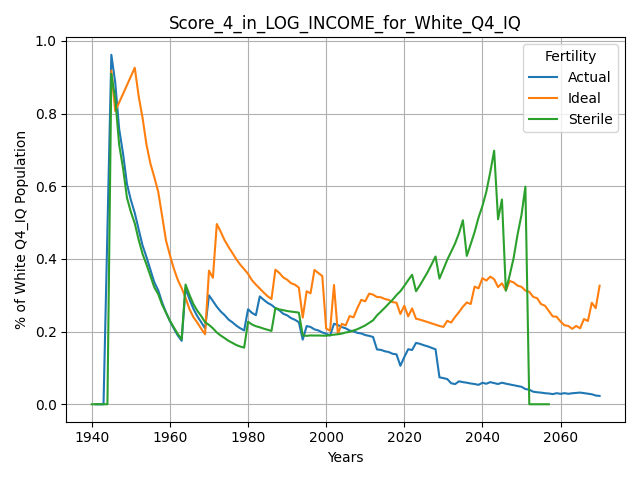 Score_4_in_LOG_INCOME_for_White_Q4_IQ
% of White Q4_IQ Population
1.0
0.8
0.6
0.4
0.2
0.0
Fertility
Actual
Ideal
Sterile
1940 1960 1980 2000 2020 2040 2060
Years